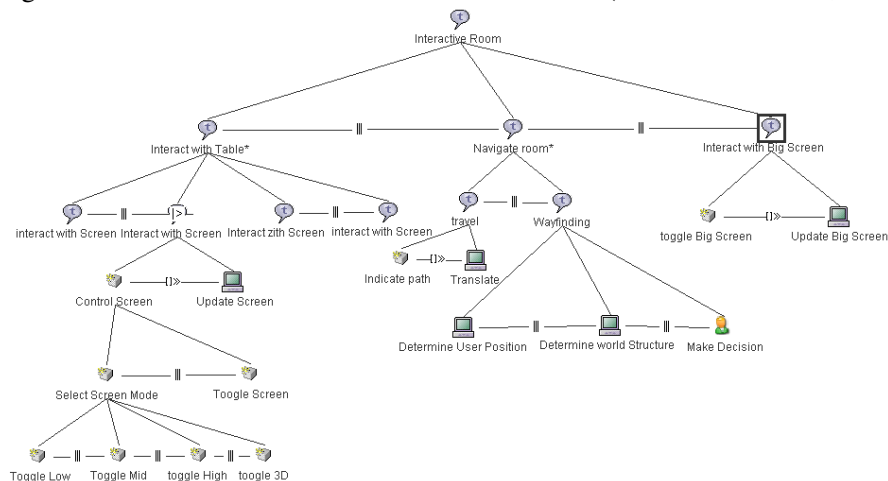 Interactive Room
Interact with Table* ||| Navigate room* ||| Interact with Big Screen
interact with Screen ||| Interact with Screen |> Interact zith Screen ||| interact with Screen
travel ||| Wayfinding
toggle Big Screen []» Update Big Screen
Indicate path []» Translate
Control Screen []» Update Screen
Determine User Position ||| Determine world Structure ||| Make Decision
Select Screen Mode ||| Toogle Screen
Toggle Low ||| Toggle Mid ||| toggle High ||| toogle 3D